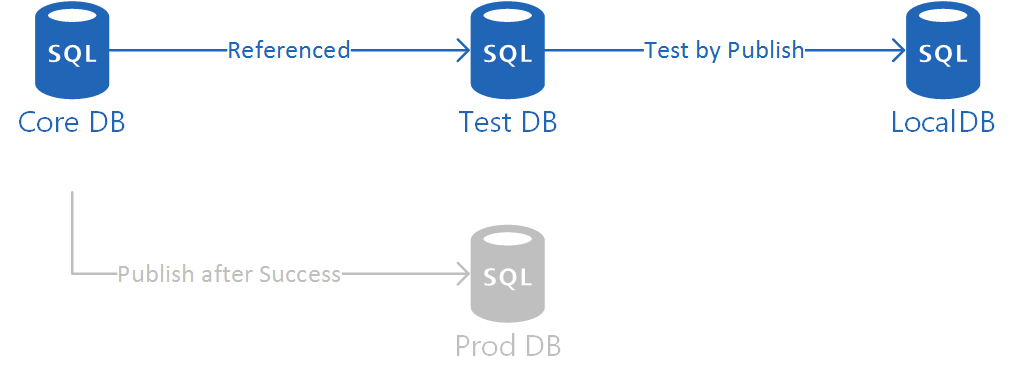 SQL
Referenced
SQL
Test by Publish
SQL
Core DB
Test DB
LocalDB
Publish after Success
SQL
Prod DB